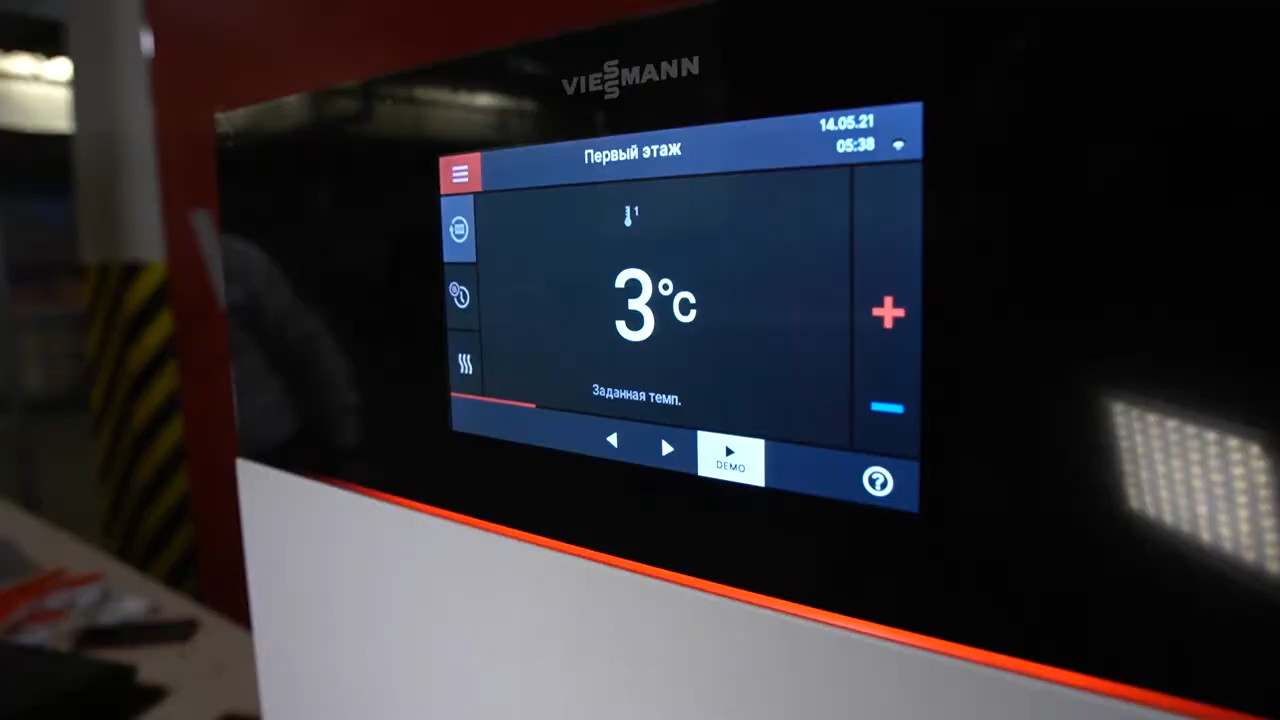 VIESSMANN
14.05.21
Первый этаж
05:38
1
3°C
Заданная темп.
DEMO
?